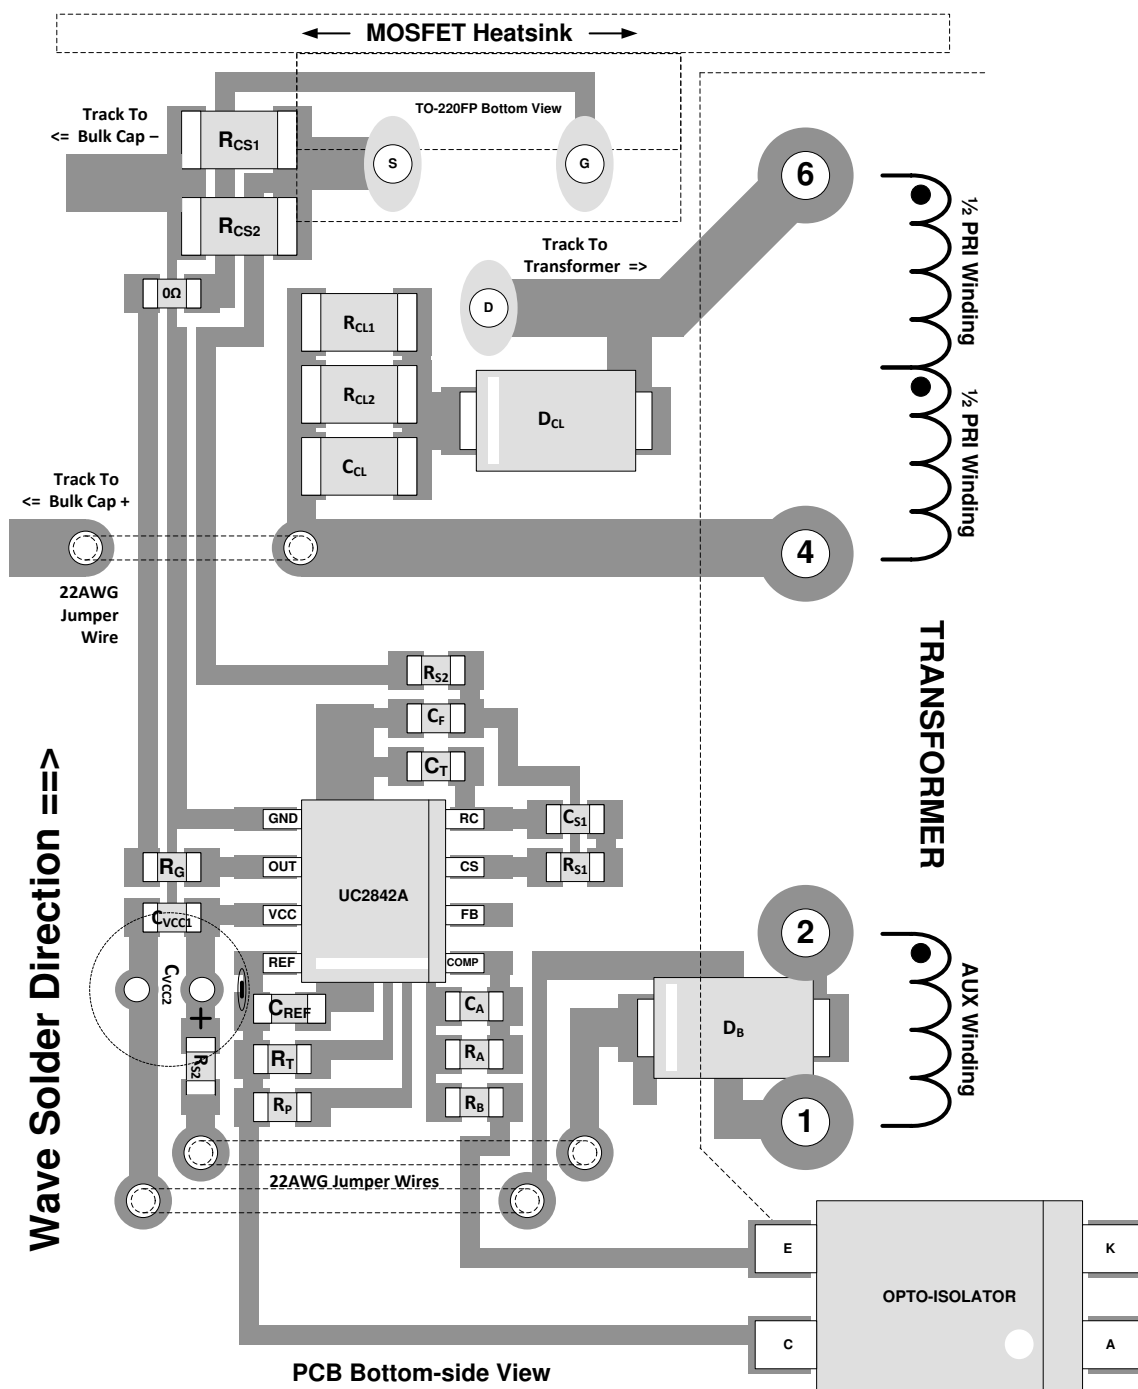 MOSFET Heatsink
Track To
<= Bulk Cap –
TO-220FP Bottom View
RCS1
S
G
6
RCS2
½ PRI Winding
Track To
Transformer =>
0Ω
D
RCL1
RCL2
DCL
½ PRI Winding
CCL
Track To
<= Bulk Cap +
4
22AWG
Jumper
Wire
TRANSFORMER
RS2
CF
CT
Wave Solder Direction ==>
GND
RC
CS1
RG
OUT
CS
RS1
UC2842A
CVCC1
VCC
FB
2
REF
COMP
CVCC2
+
CREF
CA
DB
AUX Winding
RS2
RT
RA
RP
RB
1
22AWG Jumper Wires
E
K
OPTO-ISOLATOR
C
A
PCB Bottom-side View